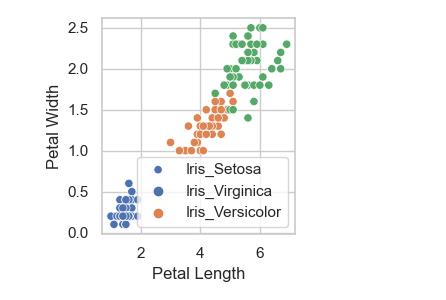 2.5
2.0
1.5
1.0
0.5
0.0
Petal Width
Iris_Setosa
Iris_Virginica
Iris_Versicolor
2 4 6
Petal Length